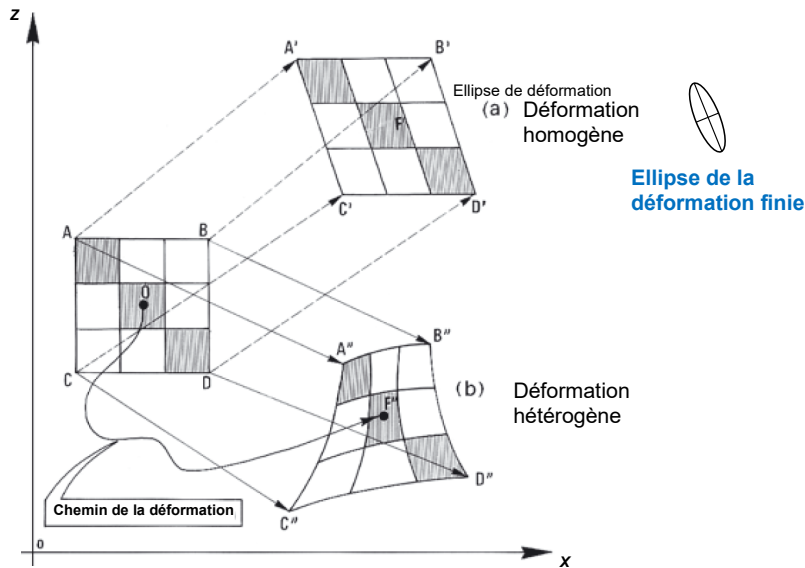 Z
A'
B'
Ellipse de déformation
(a) Déformation
homogène
F
Ellipse de la
déformation finie
C'
D'
A
B
O
A"
B"
C
D
(b) Déformation
hétérogène
F"
D"
Chemin de la déformation
C"
o
X